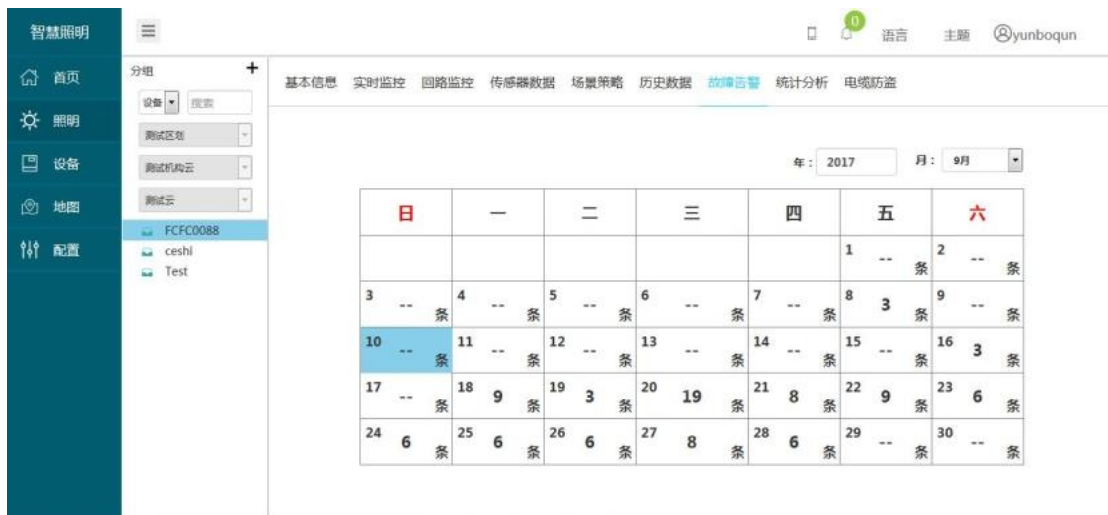 智慧照明
0
语言 主题 yunboqun
首页
照明
设备
地图
配置
分组 +
设备 搜索
测试区划
测试机构云
测试云
FCFC0088
ceshi
Test
基本信息 实时监控 回路监控 传感器数据 场景策略 历史数据 故障告警 统计分析 电缆防盗
年： 2017 月： 9月
日 一 二 三 四 五 六
1 -- 条 2 -- 条
3 -- 条 4 -- 条 5 -- 条 6 -- 条 7 -- 条 8 3 条 9 -- 条
10 -- 条 11 -- 条 12 -- 条 13 -- 条 14 -- 条 15 -- 条 16 3 条
17 -- 条 18 9 条 19 3 条 20 19 条 21 8 条 22 9 条 23 6 条
24 6 条 25 6 条 26 6 条 27 8 条 28 6 条 29 -- 条 30 -- 条